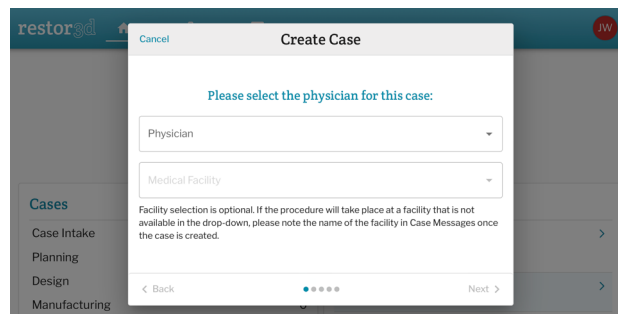 restor3d
JW
Cancel
Create Case
Please select the physician for this case:
Physician
Medical Facility
Facility selection is optional. If the procedure will take place at a facility that is not
available in the drop-down, please note the name of the facility in Case Messages once
the case is created.
< Back
Next >
Cases
Case Intake
Planning
Design
Manufacturing